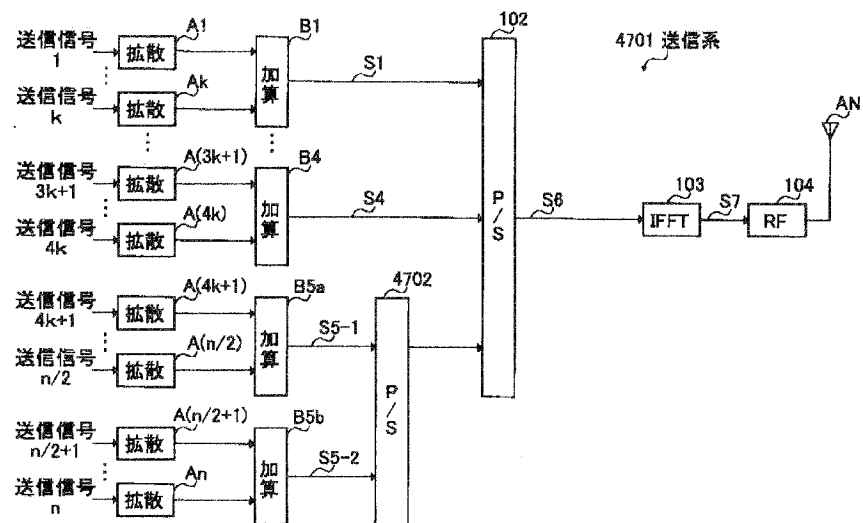 4701 送信系
送信信号
1
拡散
A1
送信信号
k
拡散
Ak
加算
B1
S1
送信信号
3k+1
拡散
A(3k+1)
送信信号
4k
拡散
A(4k)
加算
B4
S4
送信信号
4k+1
拡散
A(4k+1)
送信信号
n/2
拡散
A(n/2)
加算
B5a
S5-1
送信信号
n/2+1
拡散
A(n/2+1)
送信信号
n
拡散
An
加算
B5b
S5-2
4702
P/S
102
P/S
S6
103
IFFT
S7
104
RF
AN